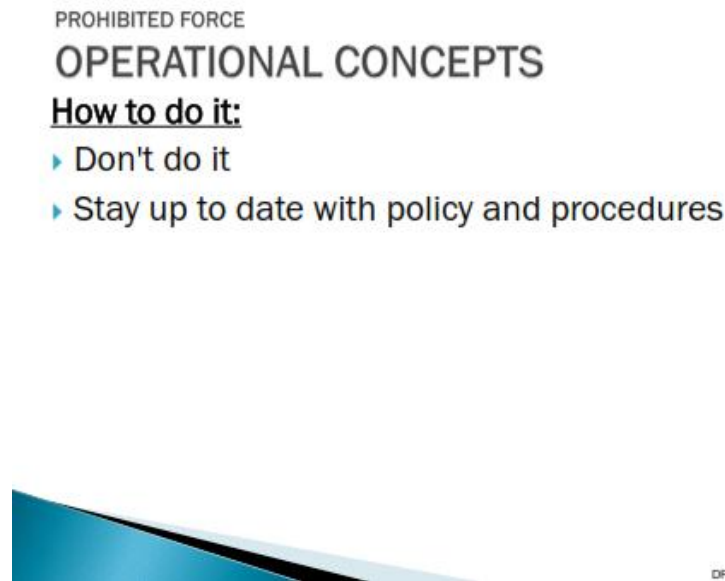 PROHIBITED FORCE
OPERATIONAL CONCEPTS
How to do it:
Don't do it
Stay up to date with policy and procedures